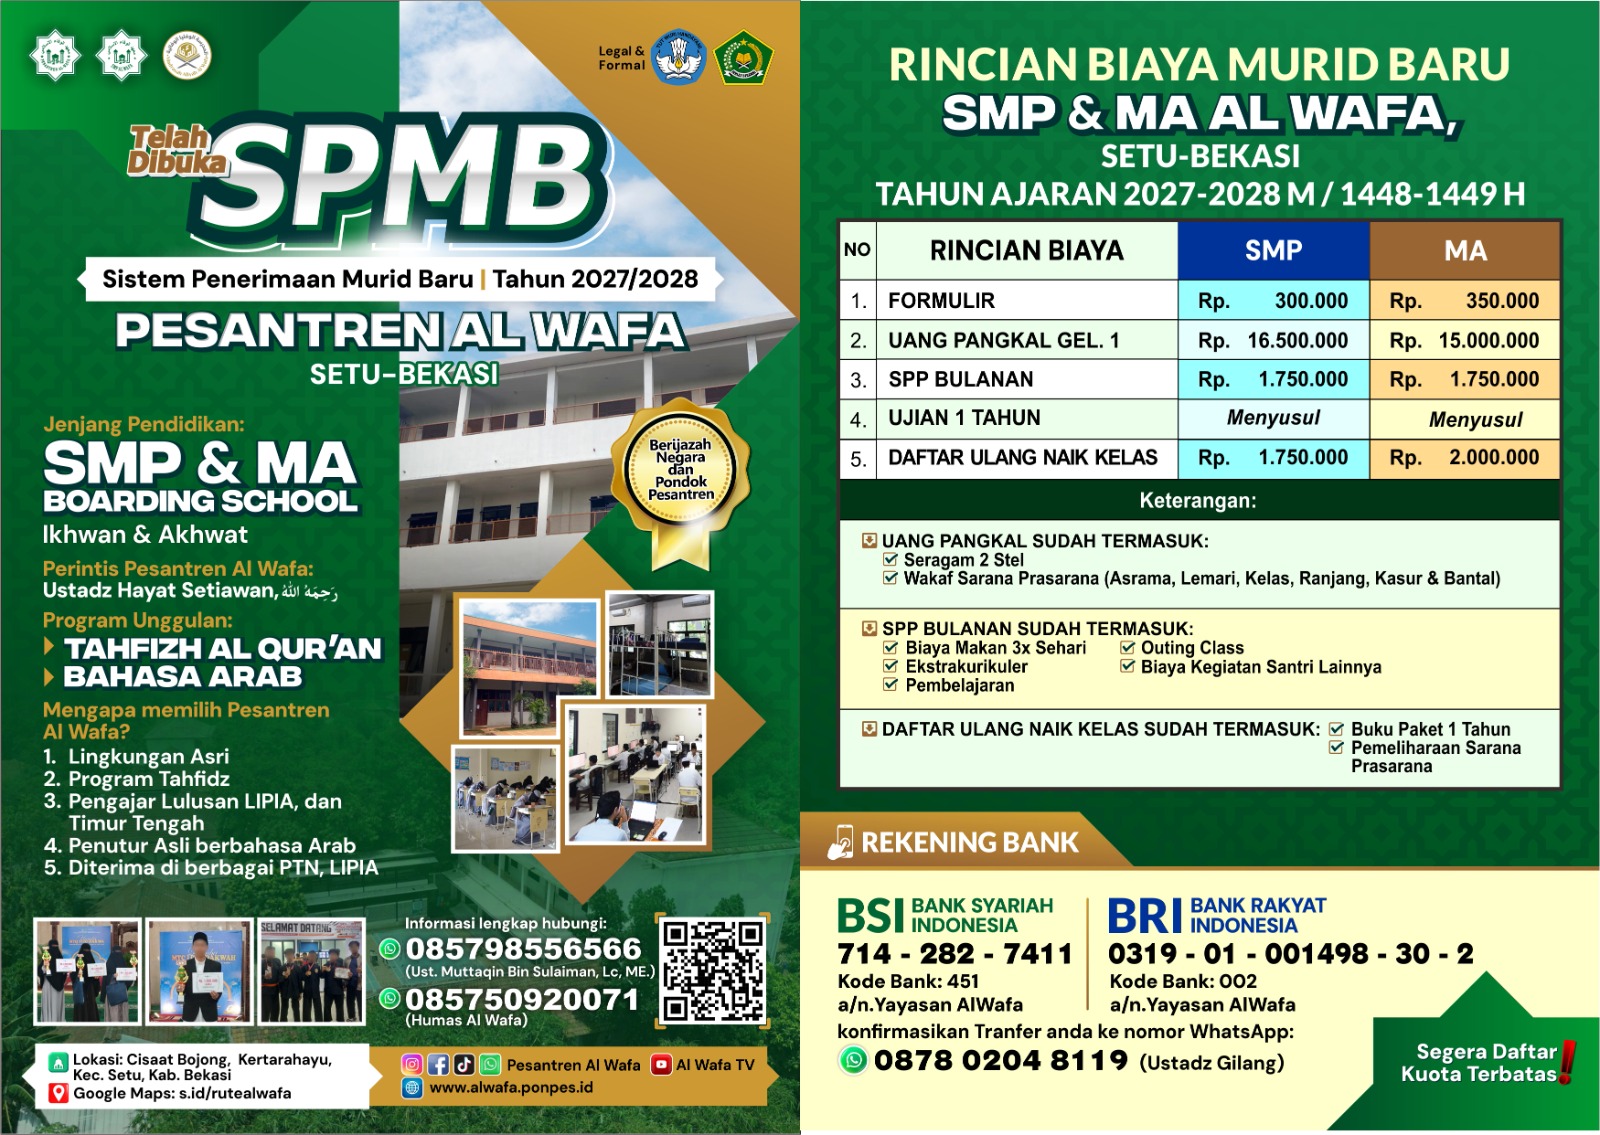 Legal &
Formal
Telah
Dibuka
SPMB
Sistem Penerimaan Murid Baru | Tahun 2027/2028
PESANTREN AL WAFA
SETU-BEKASI
Jenjang Pendidikan:
SMP & MA
BOARDING SCHOOL
Ikhwan & Akhwat
Perintis Pesantren Al Wafa:
Ustadz Hayat Setiawan, رَحِمَهُ اللهُ
Program Unggulan:
TAHFIZH AL QUR'AN
BAHASA ARAB
Mengapa memilih Pesantren
Al Wafa?
1. Lingkungan Asri
2. Program Tahfidz
3. Pengajar Lulusan LIPIA, dan
Timur Tengah
4. Penutur Asli berbahasa Arab
5. Diterima di berbagai PTN, LIPIA
Berijazah
Negara
dan
Pondok
Pesantren
SELAMAT DATANG
Informasi lengkap hubungi:
085798556566
(Ust. Muttaqin Bin Sulaiman, Lc, ME.)
085750920071
(Humas Al Wafa)
Lokasi: Cisaat Bojong, Kertarahayu,
Kec. Setu, Kab. Bekasi
Google Maps: s.id/rutealwafa
Pesantren Al Wafa Al Wafa TV
www.alwafa.ponpes.id
RINCIAN BIAYA MURID BARU
SMP & MA AL WAFA,
SETU-BEKASI
TAHUN AJARAN 2027-2028 M / 1448-1449 H
NO RINCIAN BIAYA SMP MA
1. FORMULIR Rp. 300.000 Rp. 350.000
2. UANG PANGKAL GEL. 1 Rp. 16.500.000 Rp. 15.000.000
3. SPP BULANAN Rp. 1.750.000 Rp. 1.750.000
4. UJIAN 1 TAHUN Menyusul Menyusul
5. DAFTAR ULANG NAIK KELAS Rp. 1.750.000 Rp. 2.000.000
Keterangan:
UANG PANGKAL SUDAH TERMASUK:
Seragam 2 Stel
Wakaf Sarana Prasarana (Asrama, Lemari, Kelas, Ranjang, Kasur & Bantal)
SPP BULANAN SUDAH TERMASUK:
Biaya Makan 3x Sehari Outing Class
Ekstrakurikuler Biaya Kegiatan Santri Lainnya
Pembelajaran
DAFTAR ULANG NAIK KELAS SUDAH TERMASUK: Buku Paket 1 Tahun
Pemeliharaan Sarana
Prasarana
REKENING BANK
BSI BANK SYARIAH
INDONESIA
714 - 282 - 7411
Kode Bank: 451
a/n.Yayasan AlWafa
BRI BANK RAKYAT
INDONESIA
0319 - 01 - 001498 - 30 - 2
Kode Bank: 002
a/n.Yayasan AlWafa
konfirmasikan Tranfer anda ke nomor WhatsApp:
0878 0204 8119 (Ustadz Gilang)
Segera Daftar
Kuota Terbatas!